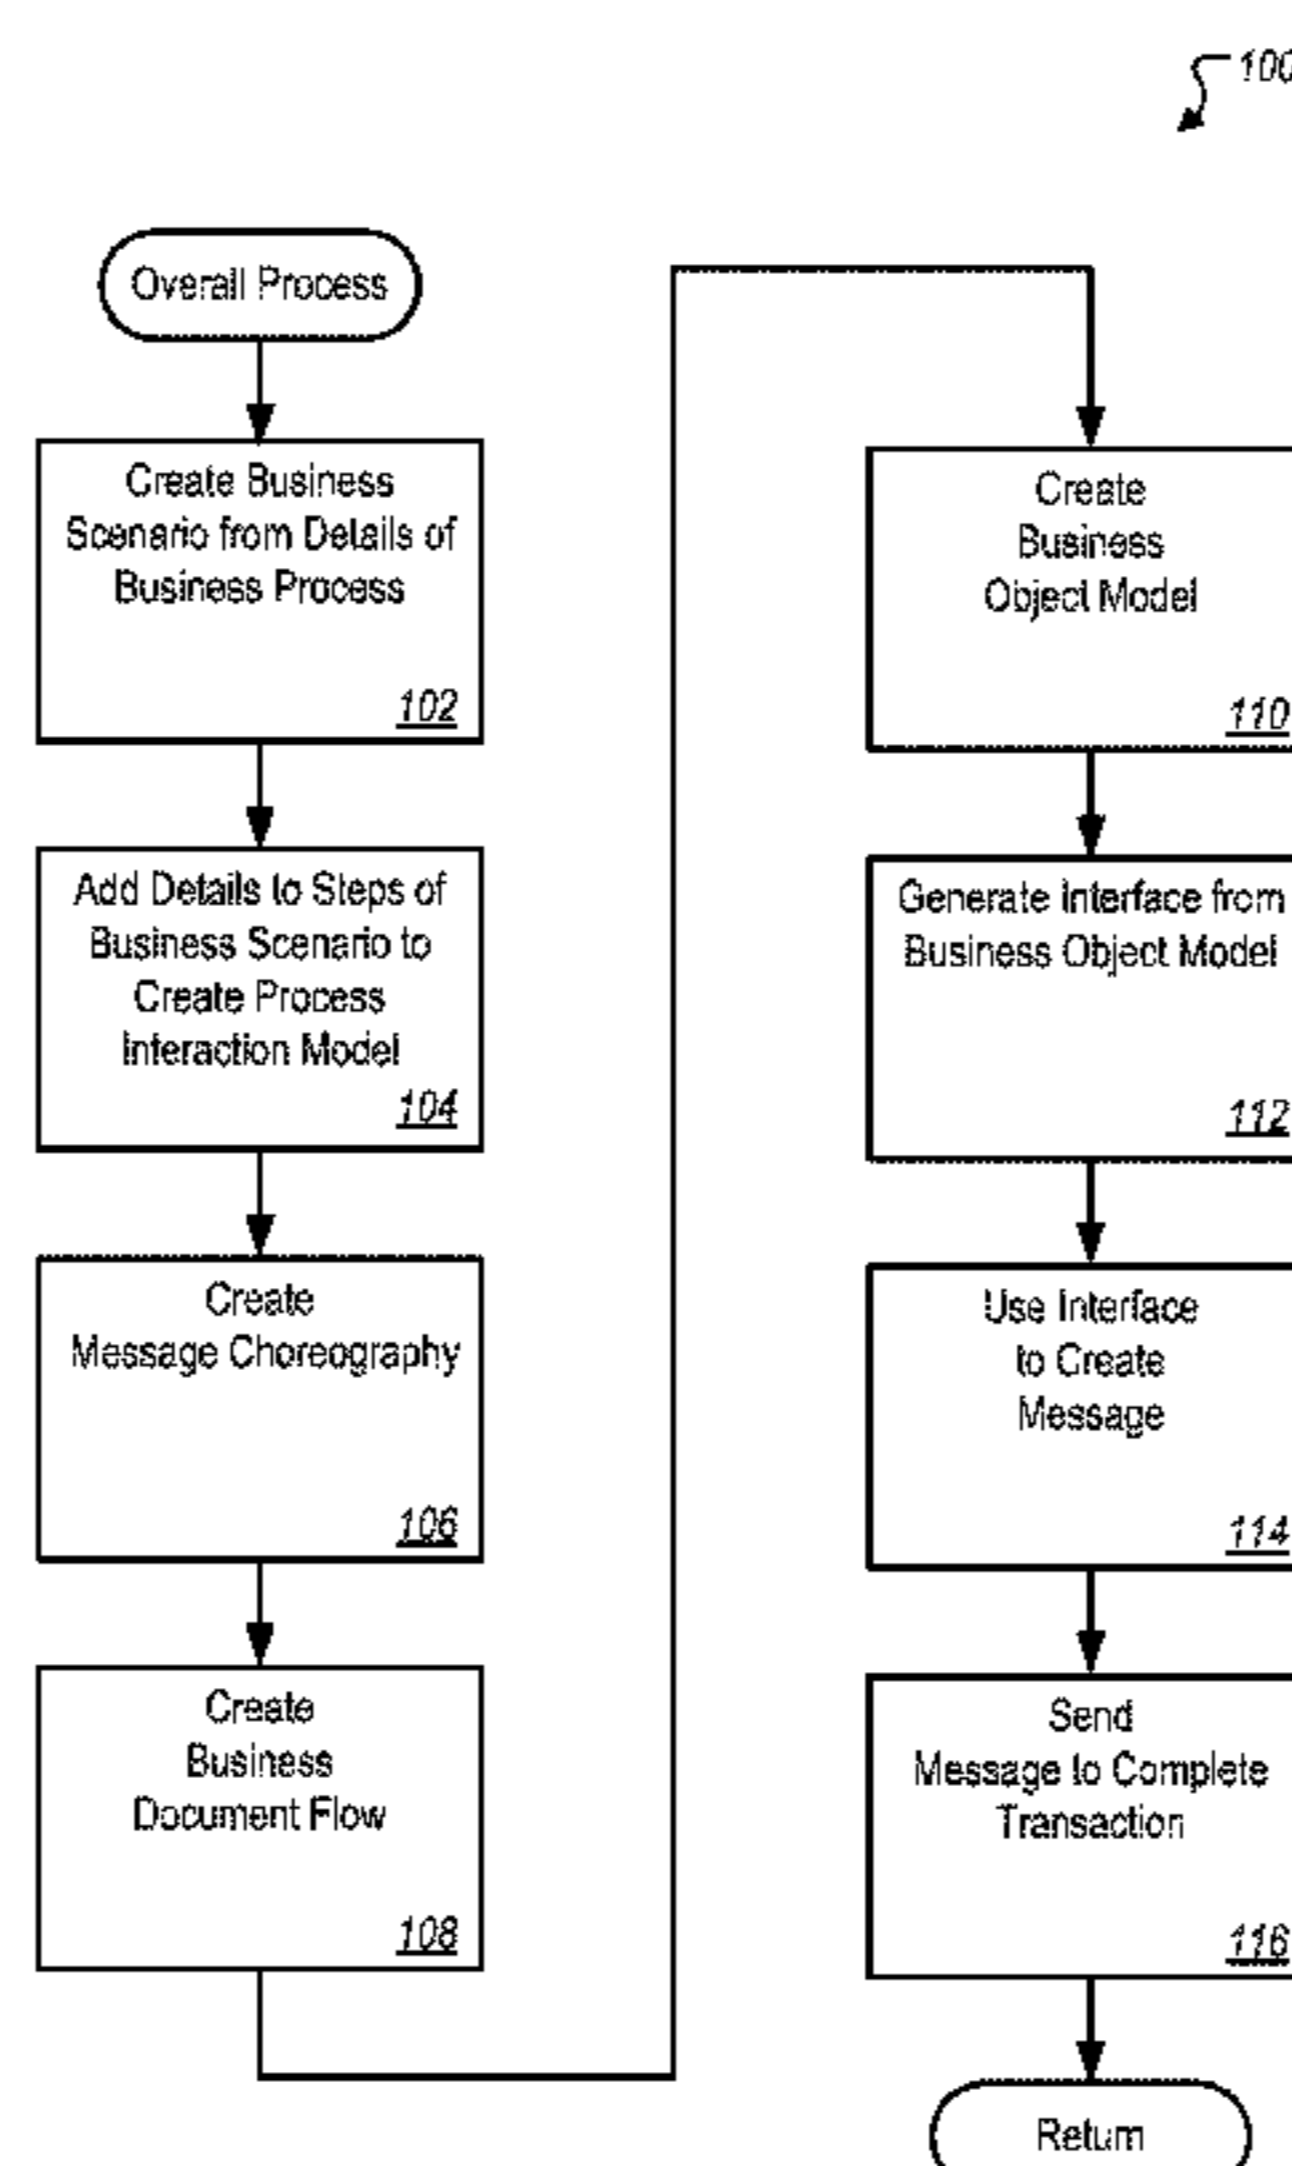 100
Overall Process
Create Business
Scenario from Details of
Business Process
102
Add Details to Steps of
Business Scenario to
Create Process
Interaction Model
104
Create
Message Choreography
106
Create
Business
Document Flow
108
Create
Business
Object Model
110
Generate Interface from
Business Object Model
112
Use Interface
to Create
Message
114
Send
Message to Complete
Transaction
116
Return